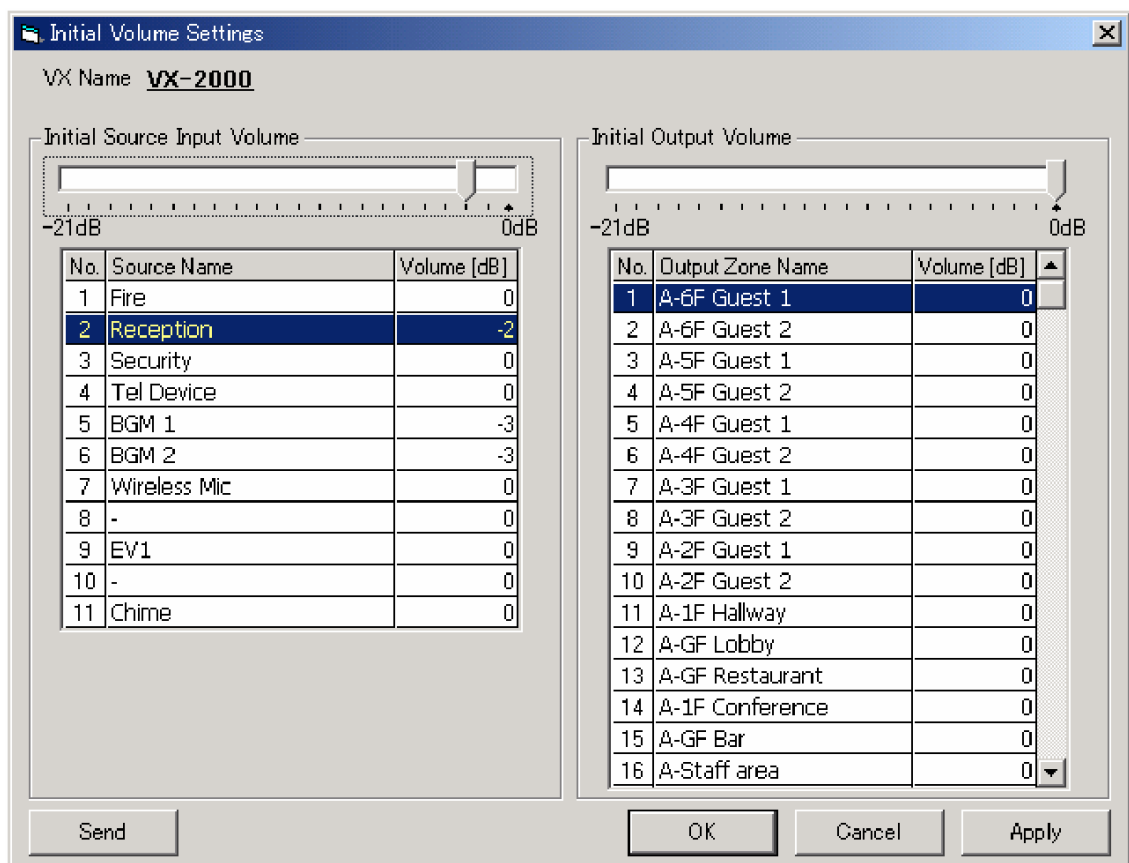 Initial Volume Settings
VX Name VX-2000
Initial Source Input Volume
-21dB 0dB
No. Source Name Volume [dB]
1 Fire 0
2 Reception -2
3 Security 0
4 Tel Device 0
5 BGM 1 -3
6 BGM 2 -3
7 Wireless Mic 0
8 - 0
9 EV1 0
10 - 0
11 Chime 0
Initial Output Volume
-21dB 0dB
No. Output Zone Name Volume [dB]
1 A-6F Guest 1 0
2 A-6F Guest 2 0
3 A-5F Guest 1 0
4 A-5F Guest 2 0
5 A-4F Guest 1 0
6 A-4F Guest 2 0
7 A-3F Guest 1 0
8 A-3F Guest 2 0
9 A-2F Guest 1 0
10 A-2F Guest 2 0
11 A-1F Hallway 0
12 A-GF Lobby 0
13 A-GF Restaurant 0
14 A-1F Conference 0
15 A-GF Bar 0
16 A-Staff area 0
Send OK Cancel Apply